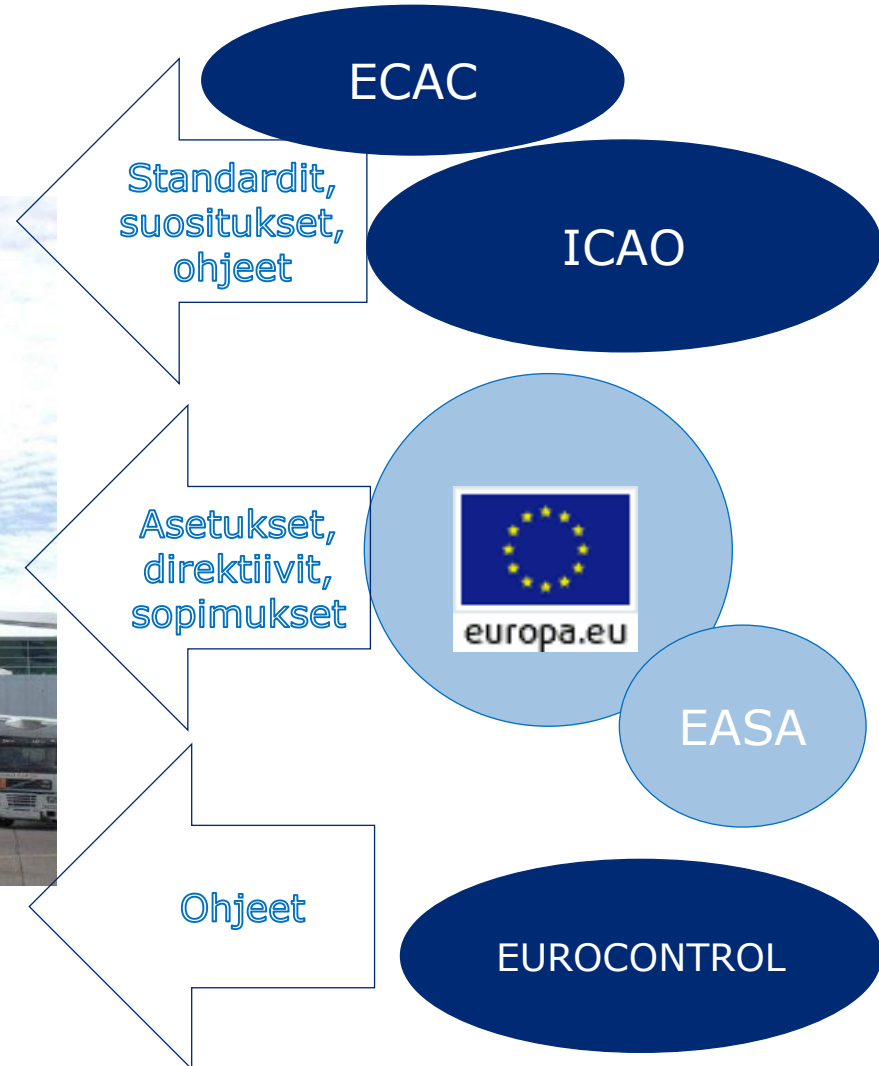 ECAC
Standardit,
suositukset,
ohjeet
ICAO
Asetukset,
direktiivit,
sopimukset
europa.eu
EASA
Ohjeet
EUROCONTROL